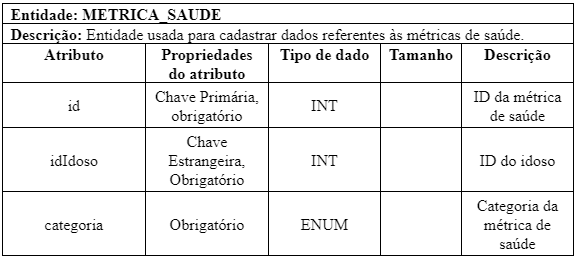 Entidade: METRICA_SAUDE
Descrição: Entidade usada para cadastrar dados referentes às métricas de saúde.
Atributo
Propriedades
do atributo
Tipo de dado
Tamanho
Descrição
id
Chave Primária,
obrigatório
INT
ID da métrica
de saúde
idIdoso
Chave
Estrangeira,
Obrigatório
INT
ID do idoso
categoria
Obrigatório
ENUM
Categoria da
métrica de
saúde